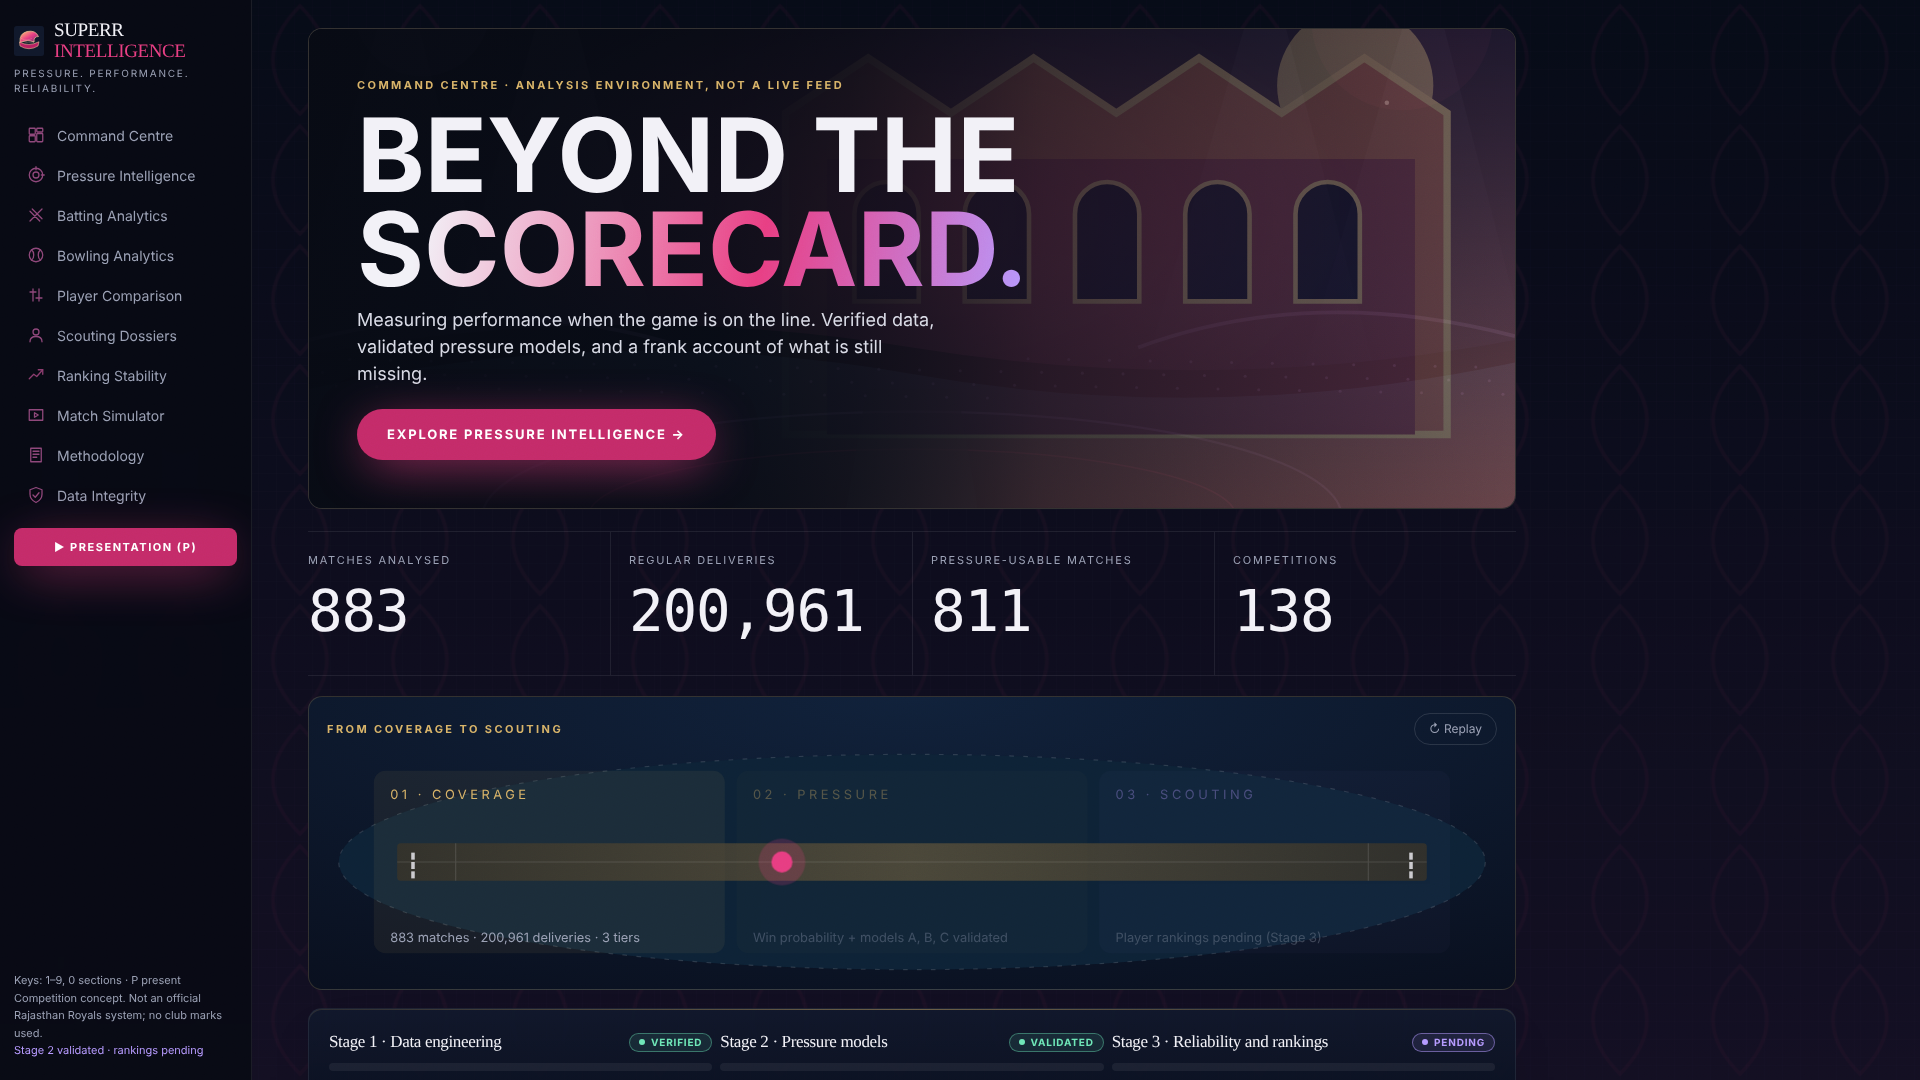 SUPERR
INTELLIGENCE
PRESSURE. PERFORMANCE.
RELIABILITY.
Command Centre
Pressure Intelligence
Batting Analytics
Bowling Analytics
Player Comparison
Scouting Dossiers
Ranking Stability
Match Simulator
Methodology
Data Integrity
▶ PRESENTATION (P)
Keys: 1–9, 0 sections · P present
Competition concept. Not an official
Rajasthan Royals system; no club marks
used.
Stage 2 validated · rankings pending
COMMAND CENTRE · ANALYSIS ENVIRONMENT, NOT A LIVE FEED
BEYOND THE
SCORECARD.
Measuring performance when the game is on the line. Verified data,
validated pressure models, and a frank account of what is still
missing.
EXPLORE PRESSURE INTELLIGENCE →
MATCHES ANALYSED
883
REGULAR DELIVERIES
200,961
PRESSURE-USABLE MATCHES
811
COMPETITIONS
138
FROM COVERAGE TO SCOUTING
↻ Replay
01 · COVERAGE
883 matches · 200,961 deliveries · 3 tiers
02 · PRESSURE
Win probability + models A, B, C validated
03 · SCOUTING
Player rankings pending (Stage 3)
Stage 1 · Data engineering
VERIFIED
Stage 2 · Pressure models
VALIDATED
Stage 3 · Reliability and rankings
PENDING